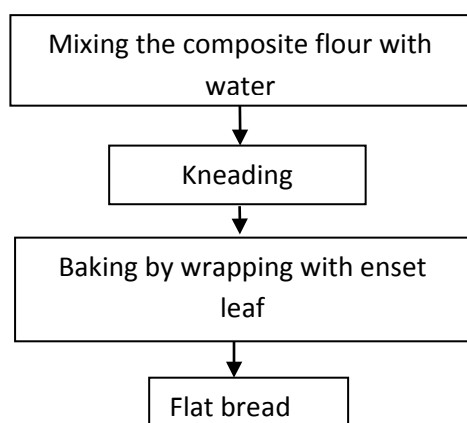 Mixing the composite flour with
water
Kneading
Baking by wrapping with enset
leaf
Flat bread